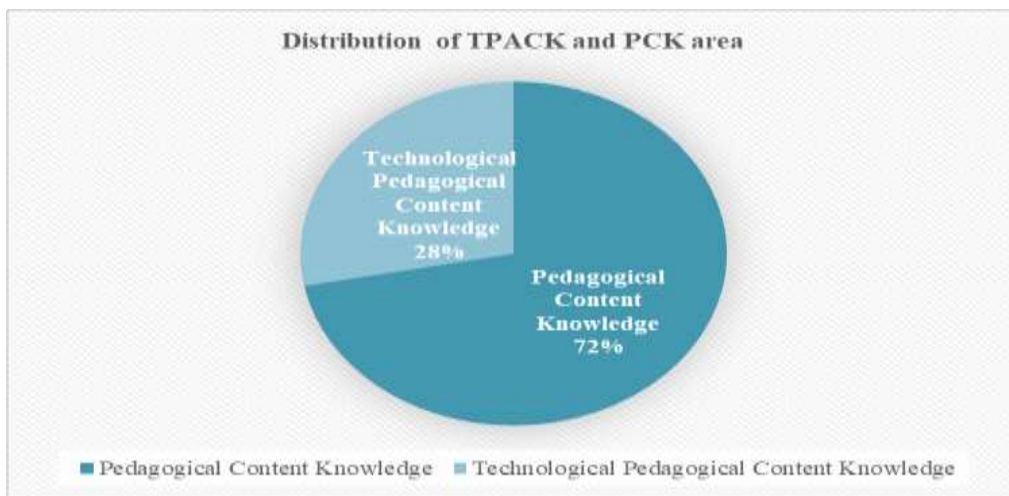 Distribution of TPACK and PCK area
Technological
Pedagogical
Content
Knowledge
28%
Pedagogical
Content
Knowledge
72%
Pedagogical Content Knowledge
Technological Pedagogical Content Knowledge